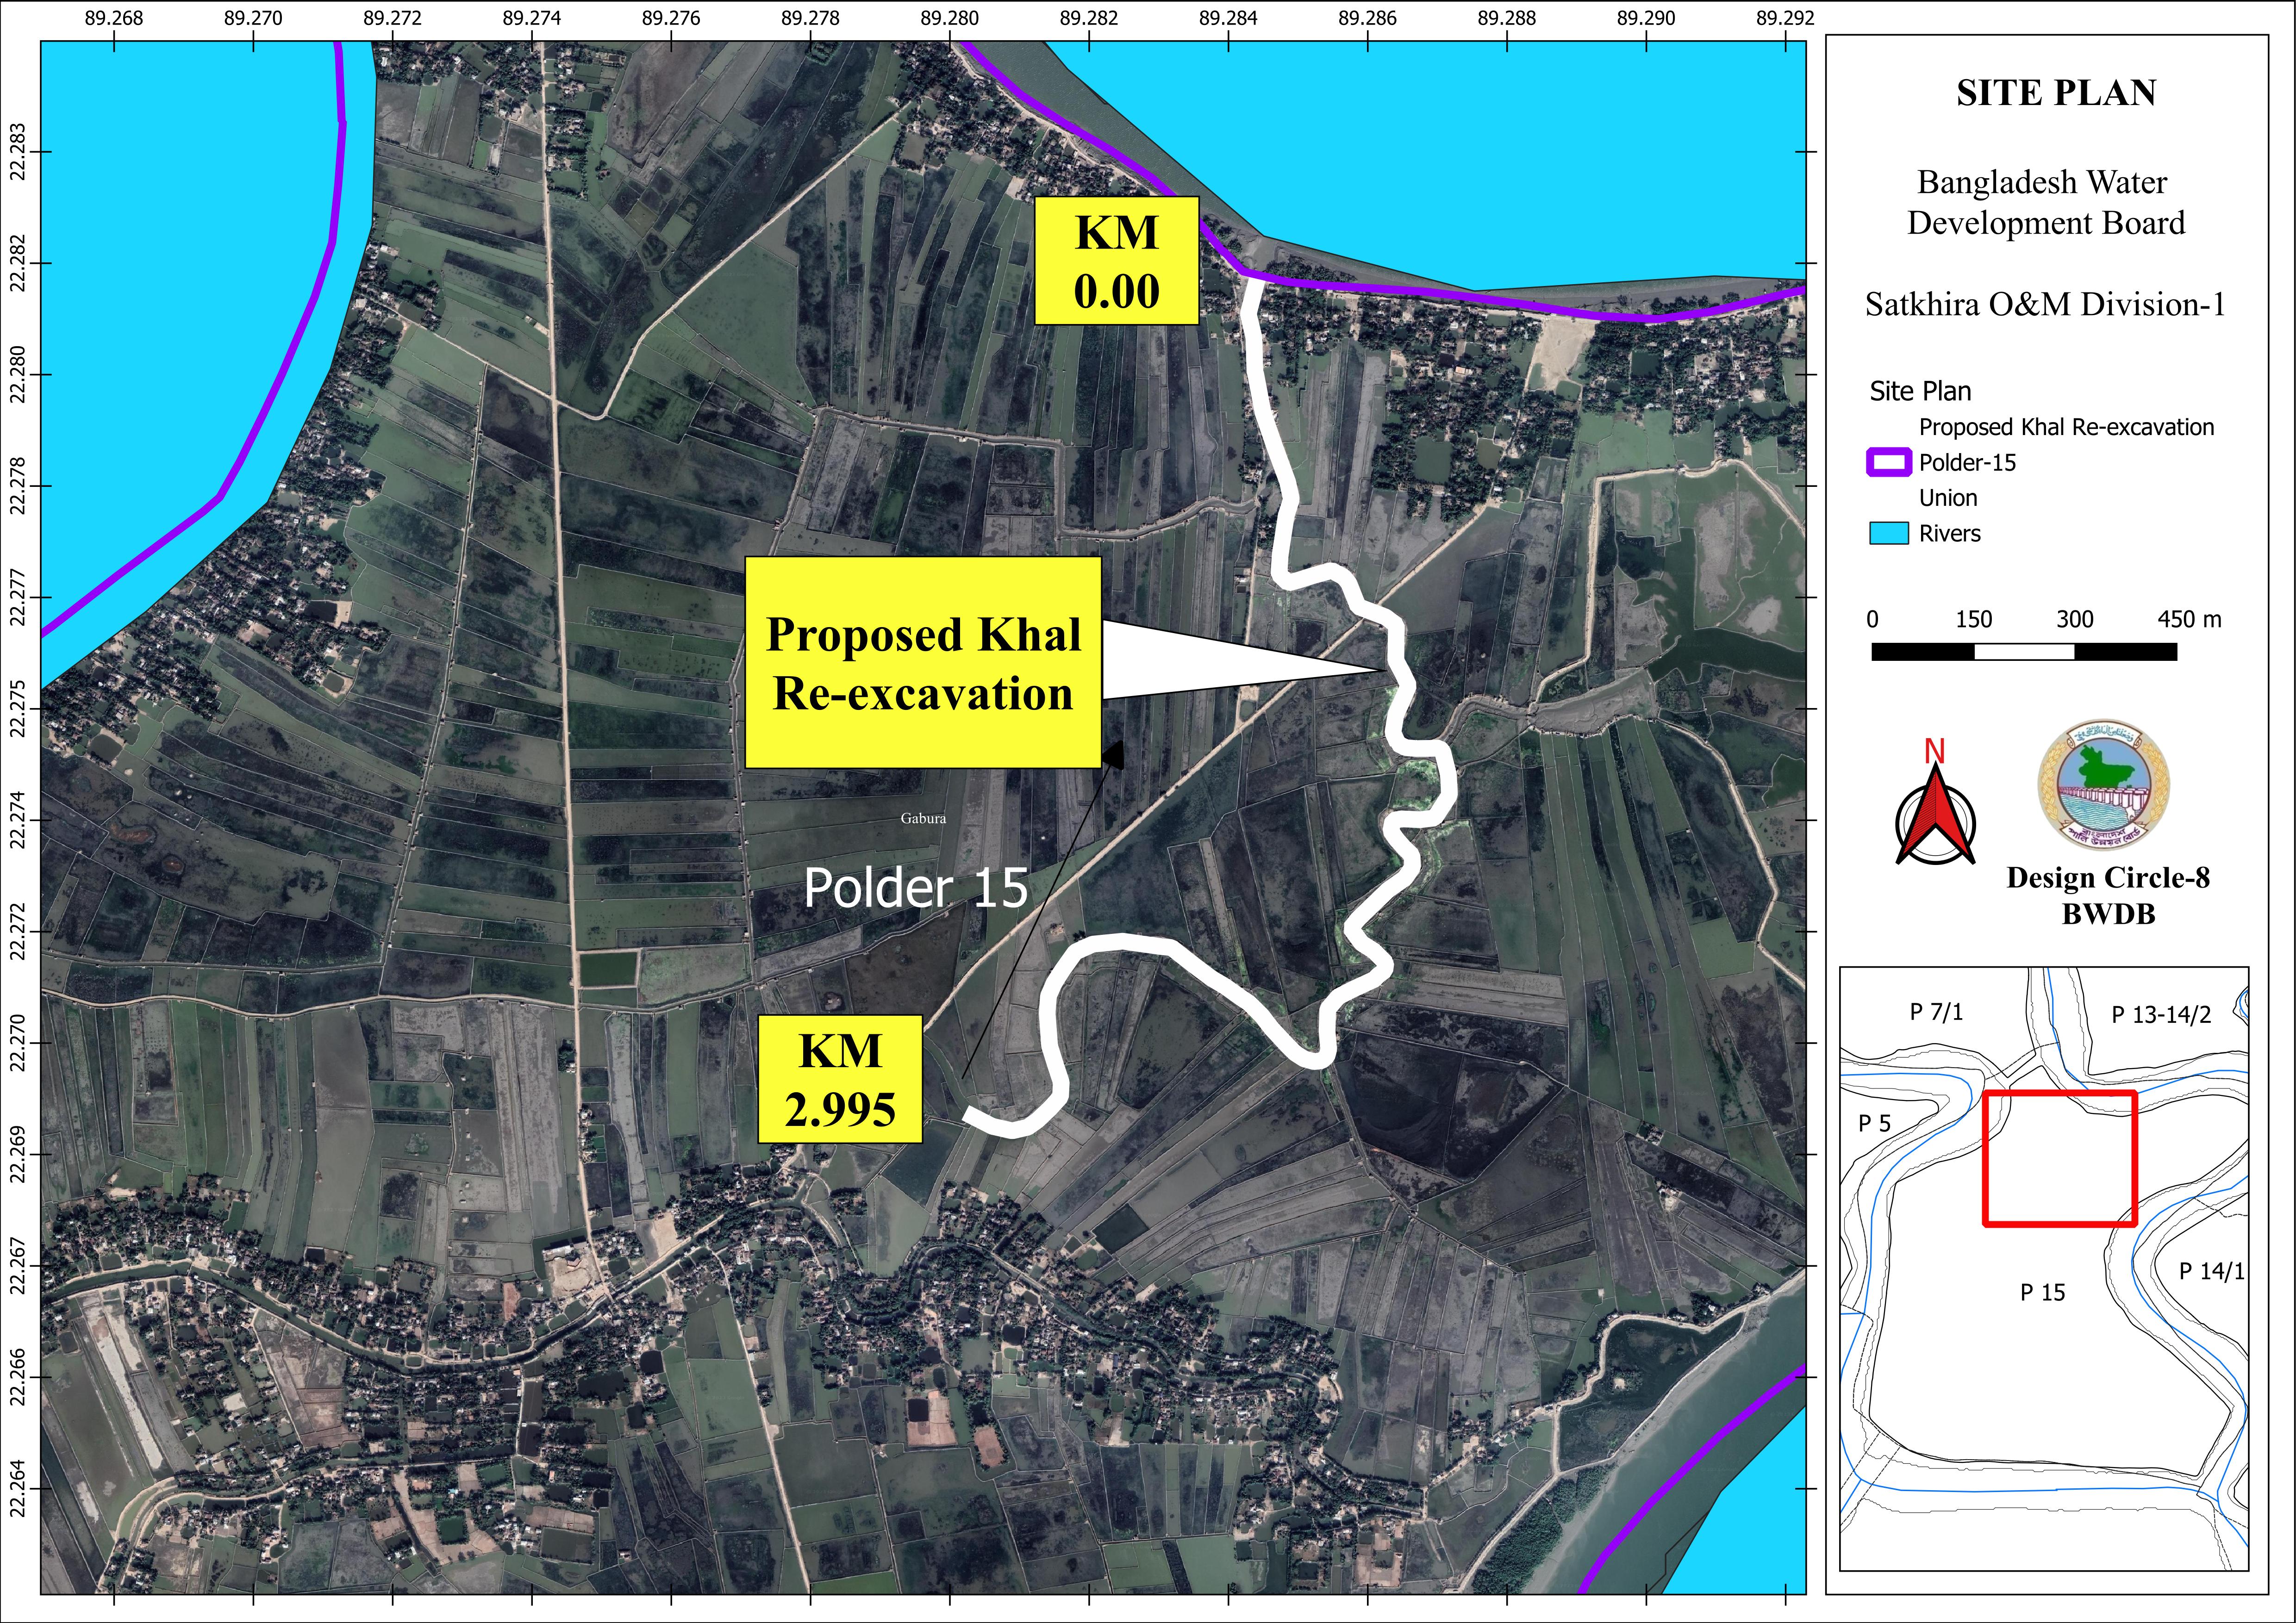 89.268 89.270 89.272 89.274 89.276 89.278 89.280 89.282 89.284 89.286 89.288 89.290 89.292
22.283
22.282
22.280
22.278
22.277
22.275
22.274
22.272
22.270
22.269
22.267
22.266
22.264
KM
0.00
Proposed Khal
Re-excavation
Gabura
Polder 15
KM
2.995
SITE PLAN
Bangladesh Water
Development Board
Satkhira O&M Division-1
Site Plan
Proposed Khal Re-excavation
Polder-15
Union
Rivers
0 150 300 450 m
N
Design Circle-8
BWDB
P 7/1
P 13-14/2
P 5
P 15
P 14/1